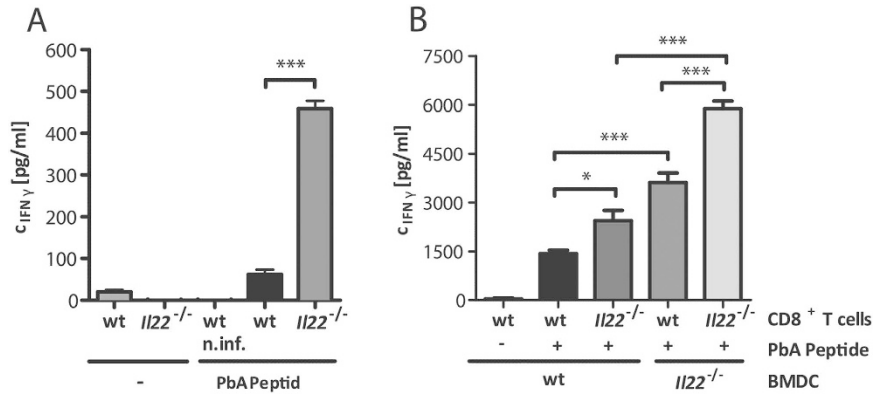 A
c IFN γ [pg/ml]
600
500
400
300
200
100
0
***
wt Il22 -/- wt wt Il22 -/-
n.inf.
- PbA Peptid
B
c IFN γ [pg/ml]
7500
6000
4500
3000
1500
0
***
***
***
*
wt wt Il22 -/- wt Il22 -/- CD8 + T cells
- + + + + PbA Peptide
wt Il22 -/- BMDC